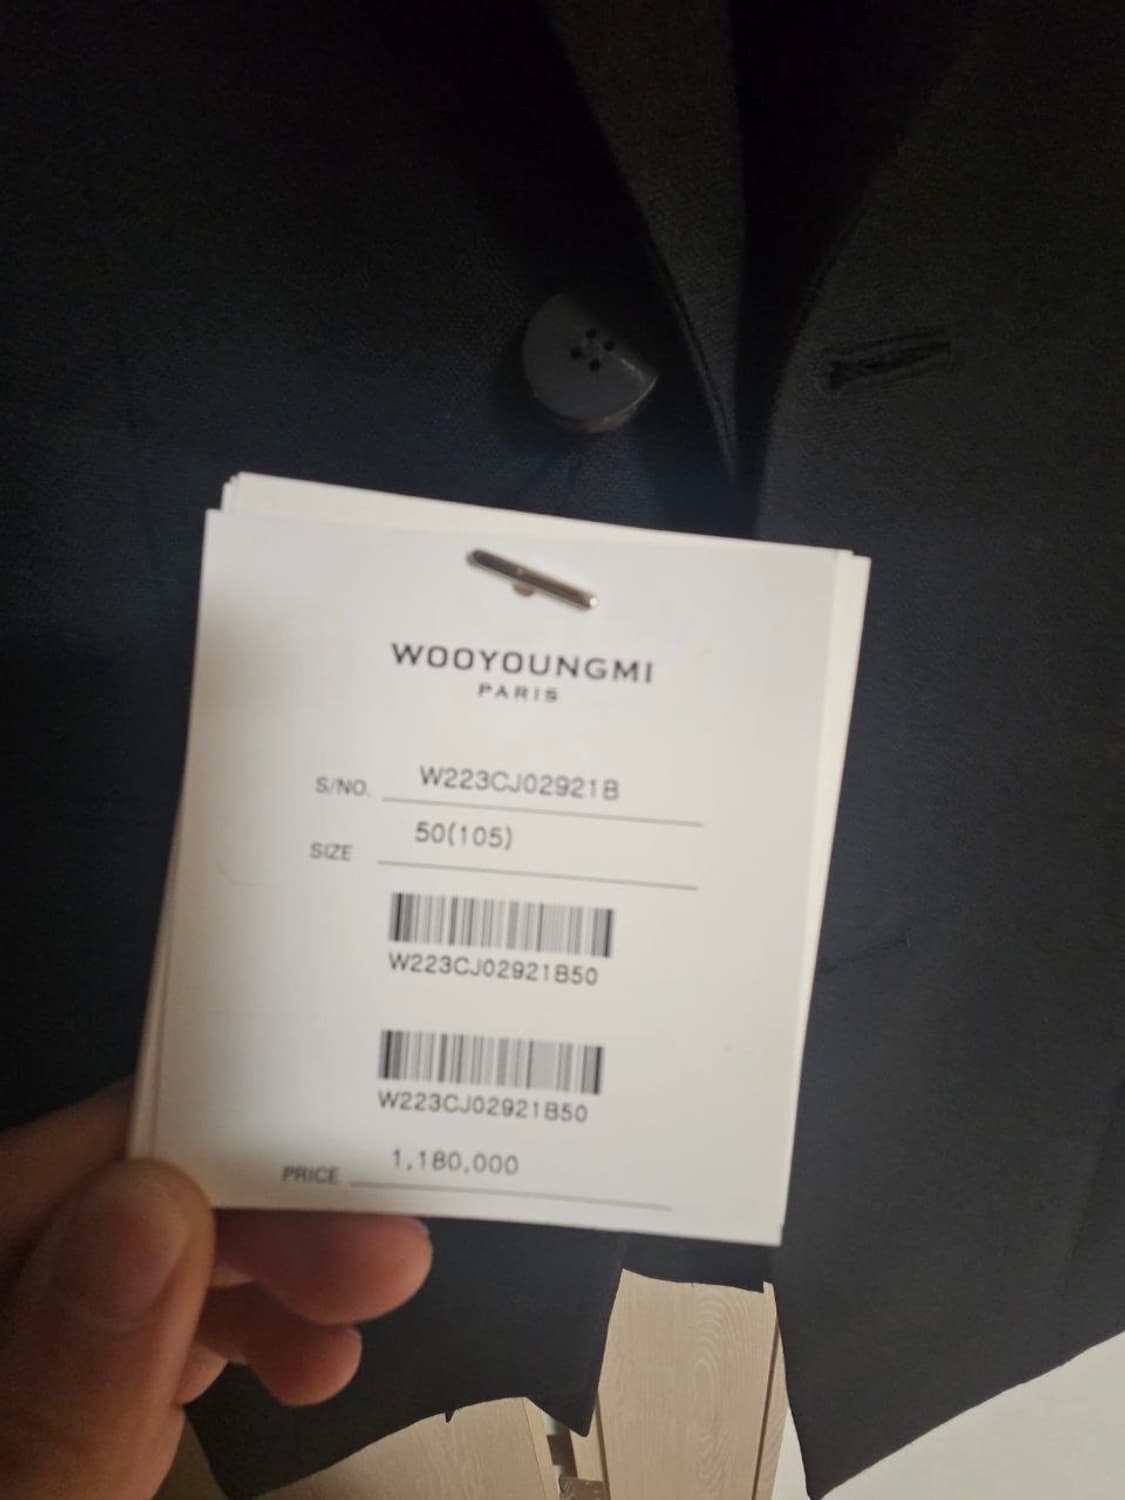 WOOYOUNGMI
PARIS
S/NO. W223CJ02921B
SIZE 50(105)
W223CJ02921B50
W223CJ02921B50
PRICE 1,180,000